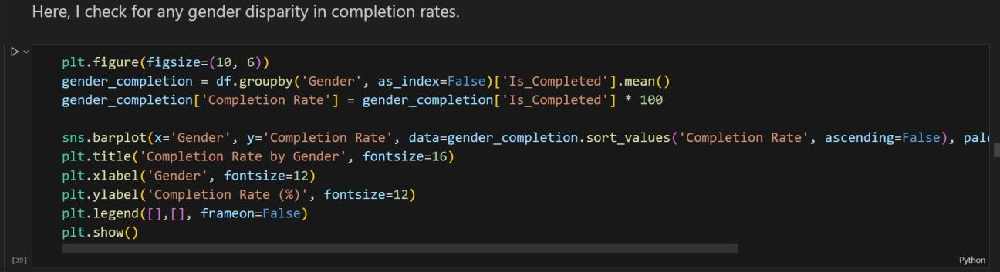 Here, I check for any gender disparity in completion rates.
plt.figure(figsize=(10, 6))
gender_completion = df.groupby('Gender', as_index=False)['Is_Completed'].mean()
gender_completion['Completion Rate'] = gender_completion['Is_Completed'] * 100
sns.barplot(x='Gender', y='Completion Rate', data=gender_completion.sort_values('Completion Rate', ascending=False), pale
plt.title('Completion Rate by Gender', fontsize=16)
plt.xlabel('Gender', fontsize=12)
plt.ylabel('Completion Rate (%)', fontsize=12)
plt.legend([],[], frameon=False)
plt.show()
[39]
Python